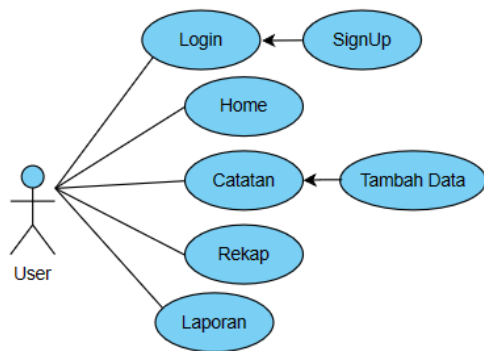 Login
SignUp
Home
Catatan
Tambah Data
User
Rekap
Laporan